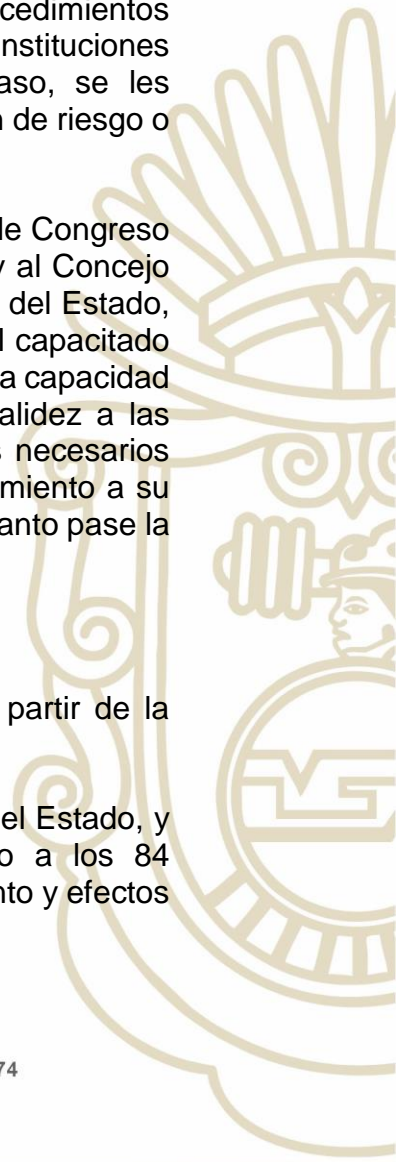 cedimientos
nstituciones
aso, se les
n de riesgo o
de Congreso
y al Concejo
del Estado,
l capacitado
a capacidad
alidez a las
s necesarios
miento a su
anto pase la
partir de la
el Estado, y
o a los 84
nto y efectos
74